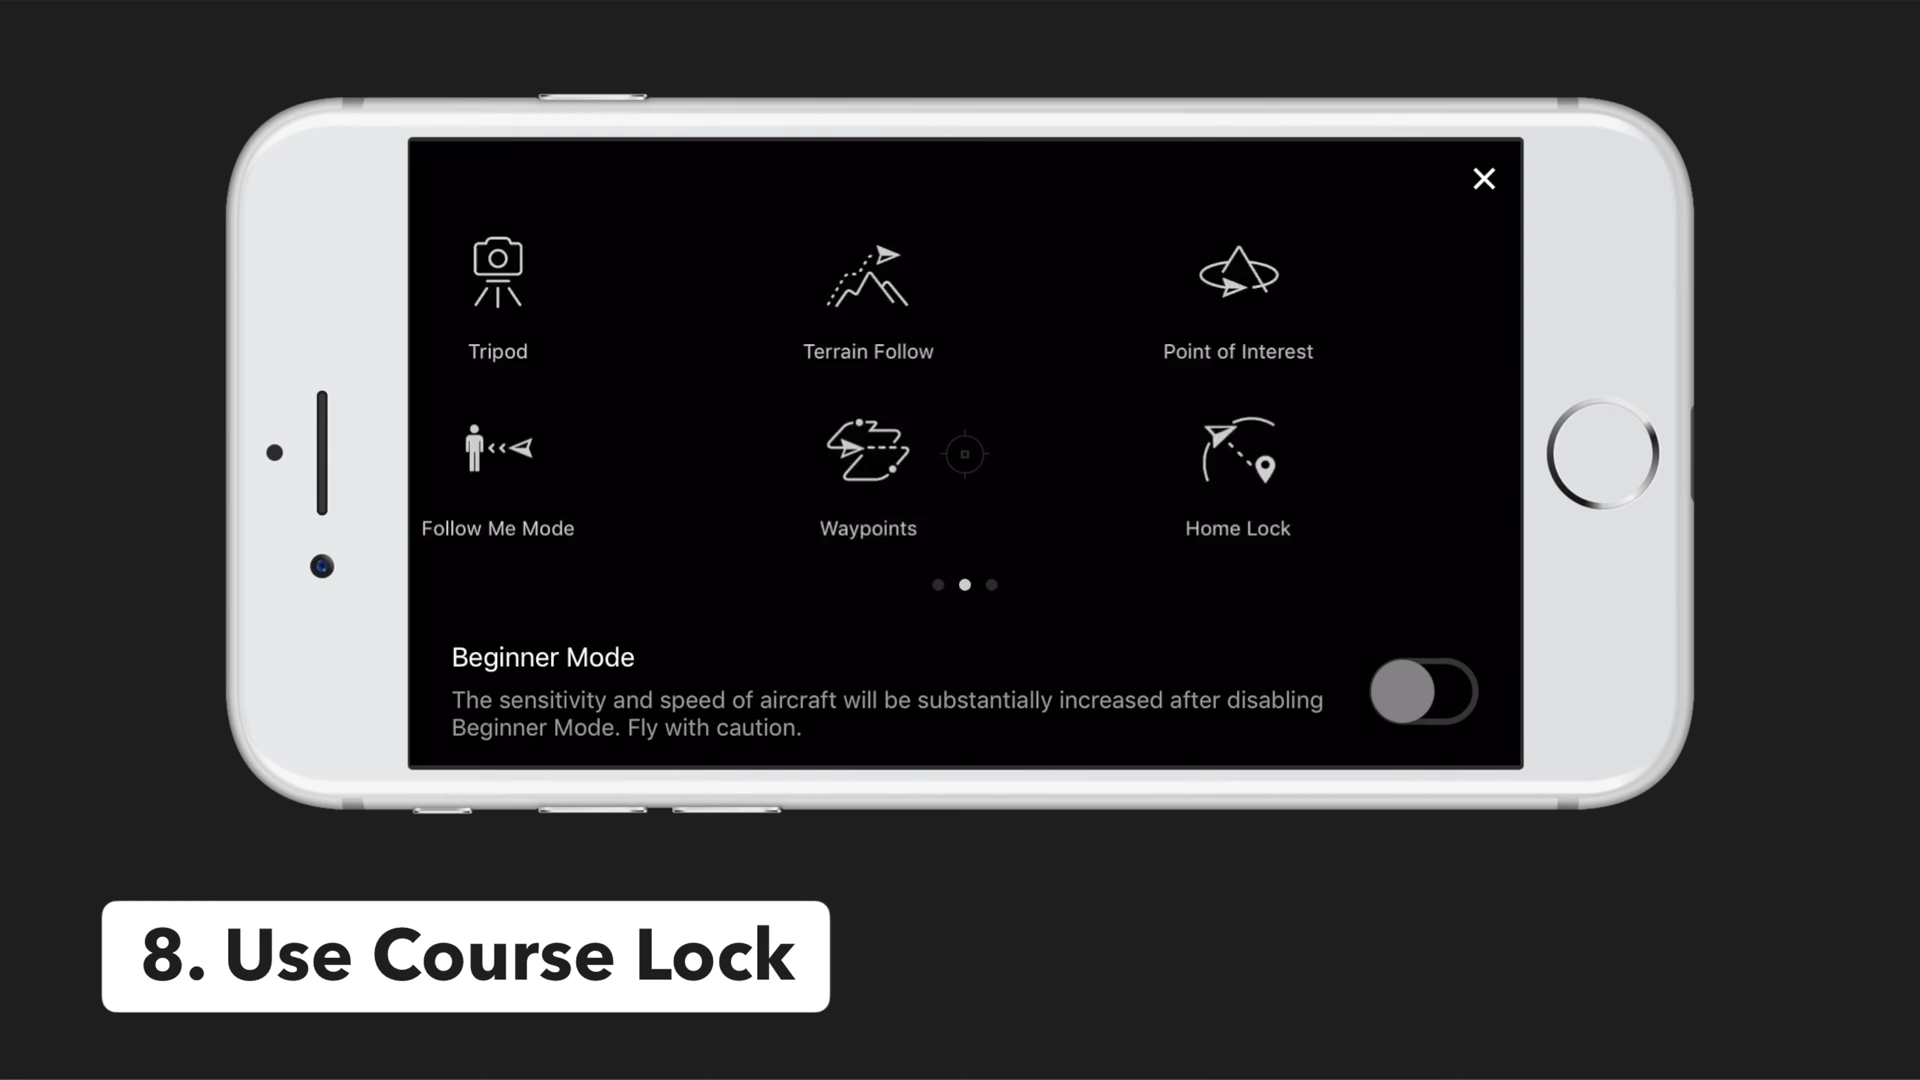 Tripod
Terrain Follow
Point of Interest
Follow Me Mode
Waypoints
Home Lock
Beginner Mode
The sensitivity and speed of aircraft will be substantially increased after disabling
Beginner Mode. Fly with caution.
8. Use Course Lock